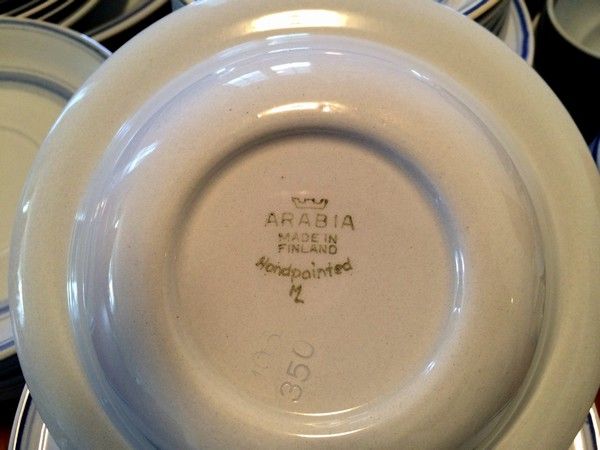 ARABIA
MADE IN
FINLAND
Handpainted
ML
350